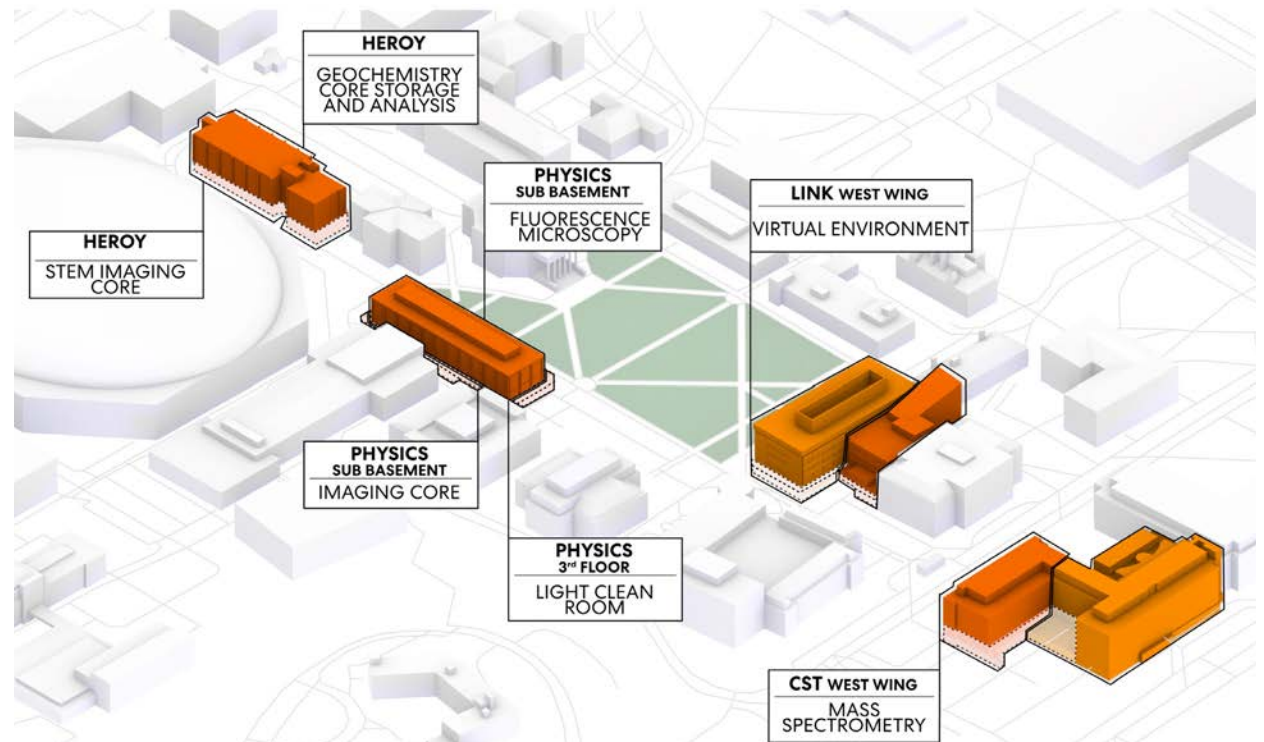 HEROY
GEOCHEMISTRY
CORE STORAGE
AND ANALYSIS
HEROY
STEM IMAGING
CORE
PHYSICS
SUB BASEMENT
FLUORESCENCE
MICROSCOPY
LINK WEST WING
VIRTUAL ENVIRONMENT
PHYSICS
SUB BASEMENT
IMAGING CORE
PHYSICS
3rd FLOOR
LIGHT CLEAN
ROOM
CST WEST WING
MASS
SPECTROMETRY